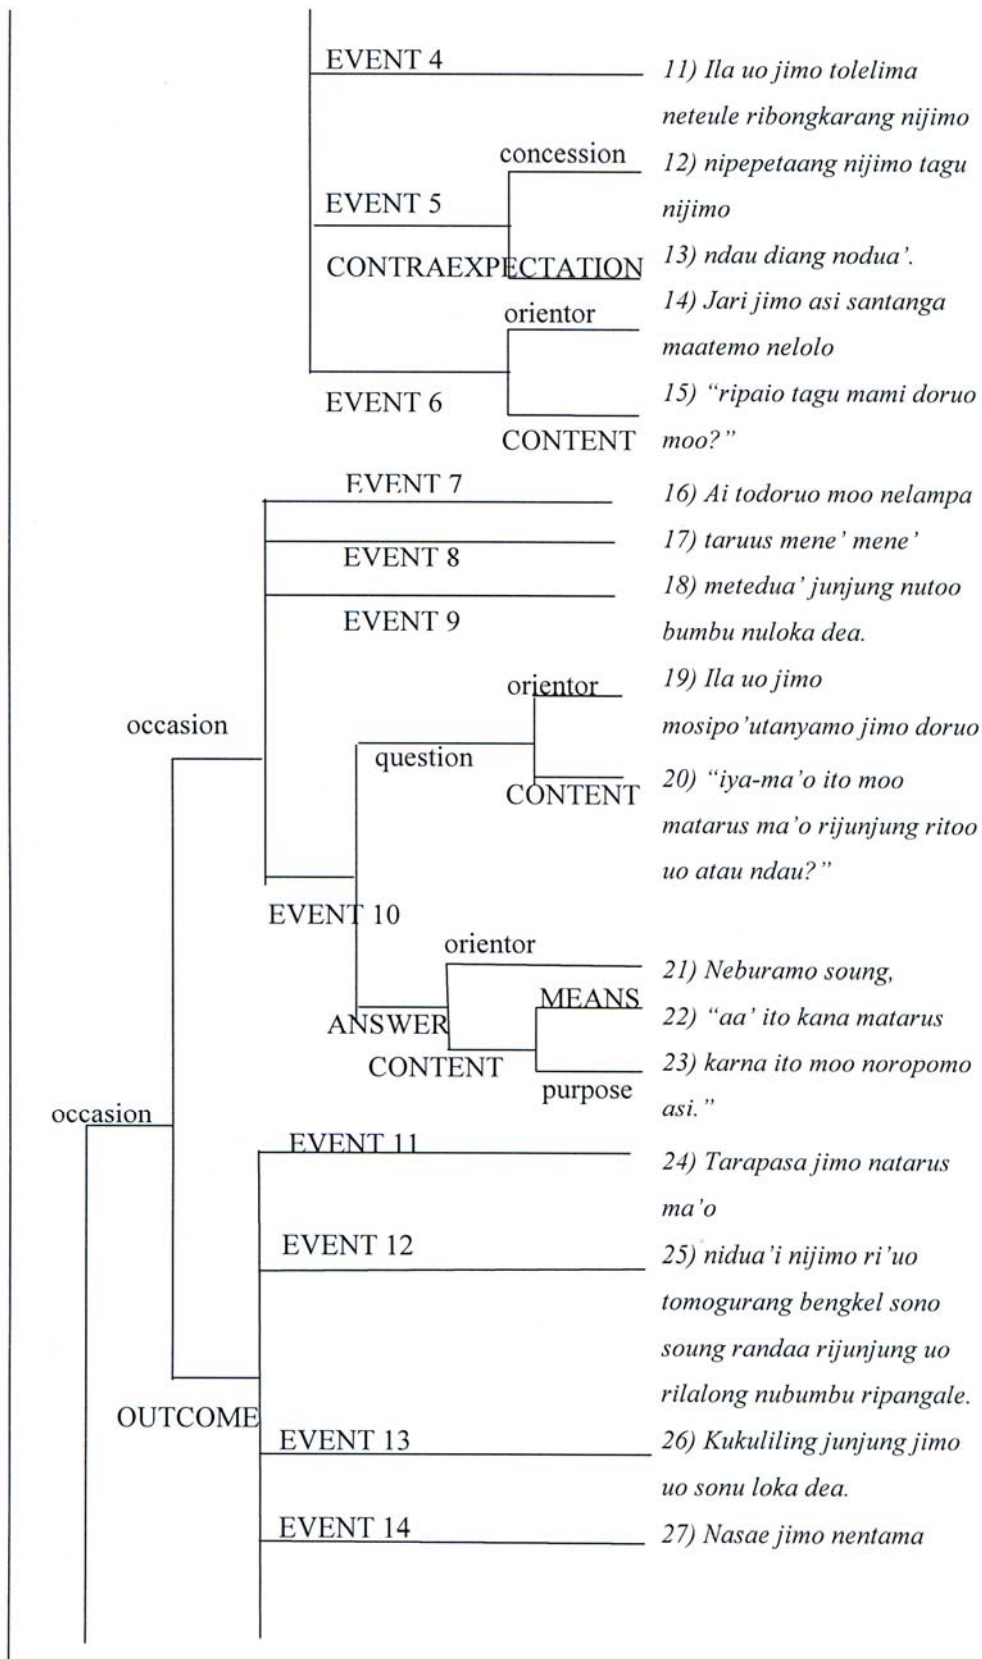 EVENT 4
11) Ila uo jimo tolelima
neteule ribongkarang nijimo
concession
12) nipepetaang nijimo tagu
nijimo
EVENT 5
CONTRAEXPECTATION
13) ndau diang nodua'.
orientor
14) Jari jimo asi santanga
maatemo nelolo
EVENT 6
15) "ripaio tagu mami doruo
CONTENT
moo?"
EVENT 7
16) Ai todoruo moo nelampa
17) taruus mene' mene'
EVENT 8
18) metedua' junjung nutoo
EVENT 9
bumbu nuloka dea.
orientor
19) Ila uo jimo
mosipo'utanyamo jimo doruo
occasion
question
CONTENT
20) "iya-ma'o ito moo
matarus ma'o rijunjung ritoo
uo atau ndau?"
EVENT 10
orientor
21) Neburamo soung,
MEANS
ANSWER
22) "aa' ito kana matarus
CONTENT
23) karna ito moo noropomo
purpose
asi."
occasion
EVENT 11
24) Tarapasa jimo natarus
ma'o
EVENT 12
25) nidua'i nijimo ri'uo
tomogurang bengkel sono
soung randaa rijunjung uo
rilalong nubumbu ripangale.
OUTCOME
EVENT 13
26) Kukuliling junjung jimo
uo sonu loka dea.
EVENT 14
27) Nasae jimo nentama